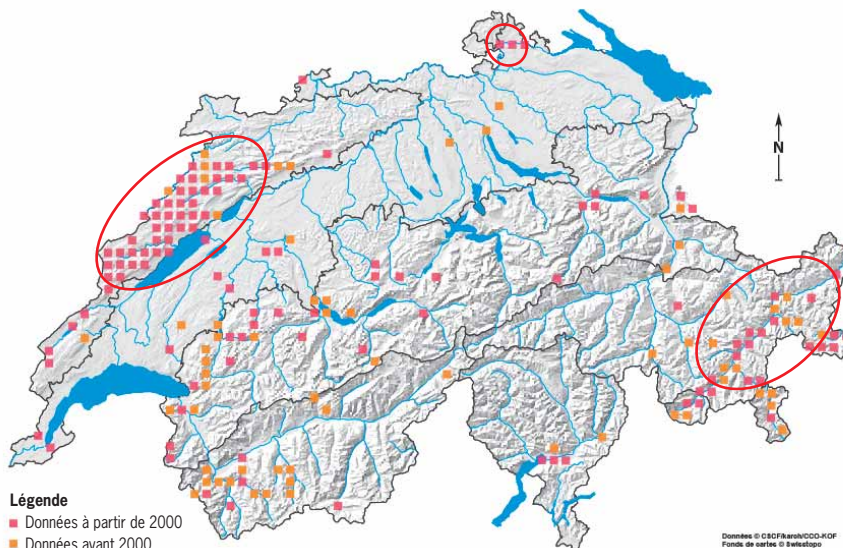 N
Légende
Données à partir de 2000
Données avant 2000
Données © CSCF/karch/CCO-KOF
Fonds de cartes © Swisstopo